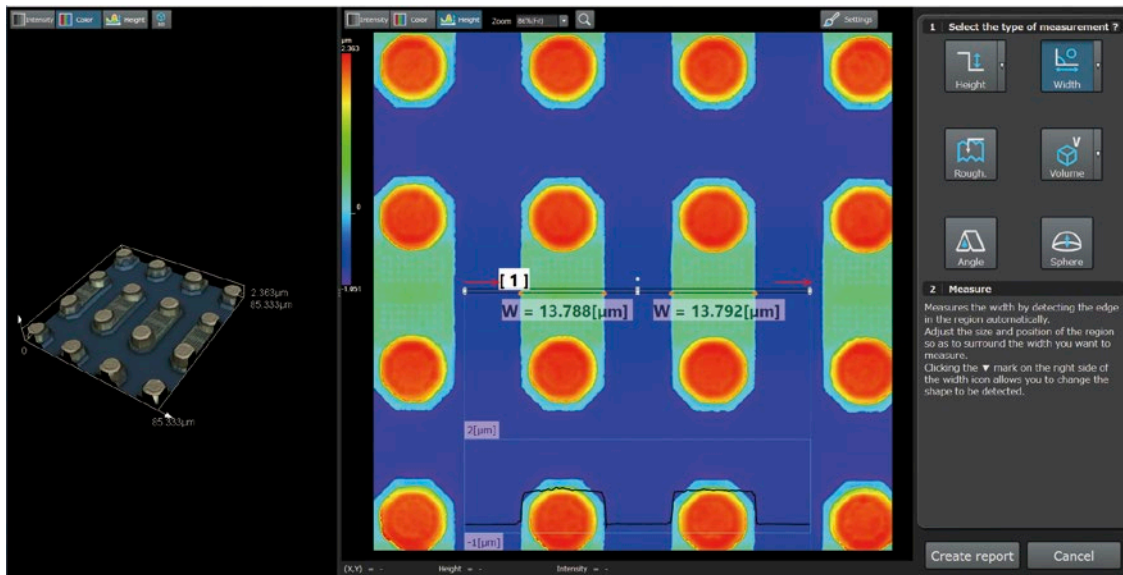 Intensity Color Height
Intensity Color Height Zoom 86%(Fit) Settings
µm
2.363
0
-1.051
2.363µm
85.333µm
0
85.333µm
[1]
W = 13.788[µm]
W = 13.792[µm]
2[µm]
-1[µm]
(X,Y) = - Height = - Intensity = -
1 Select the type of measurement ?
Height Width
Rough. Volume
V
Angle Sphere
2 Measure
Measures the width by detecting the edge
in the region automatically.
Adjust the size and position of the region
so as to surround the width you want to
measure.
Clicking the ▼ mark on the right side of
the width icon allows you to change the
shape to be detected.
Create report Cancel